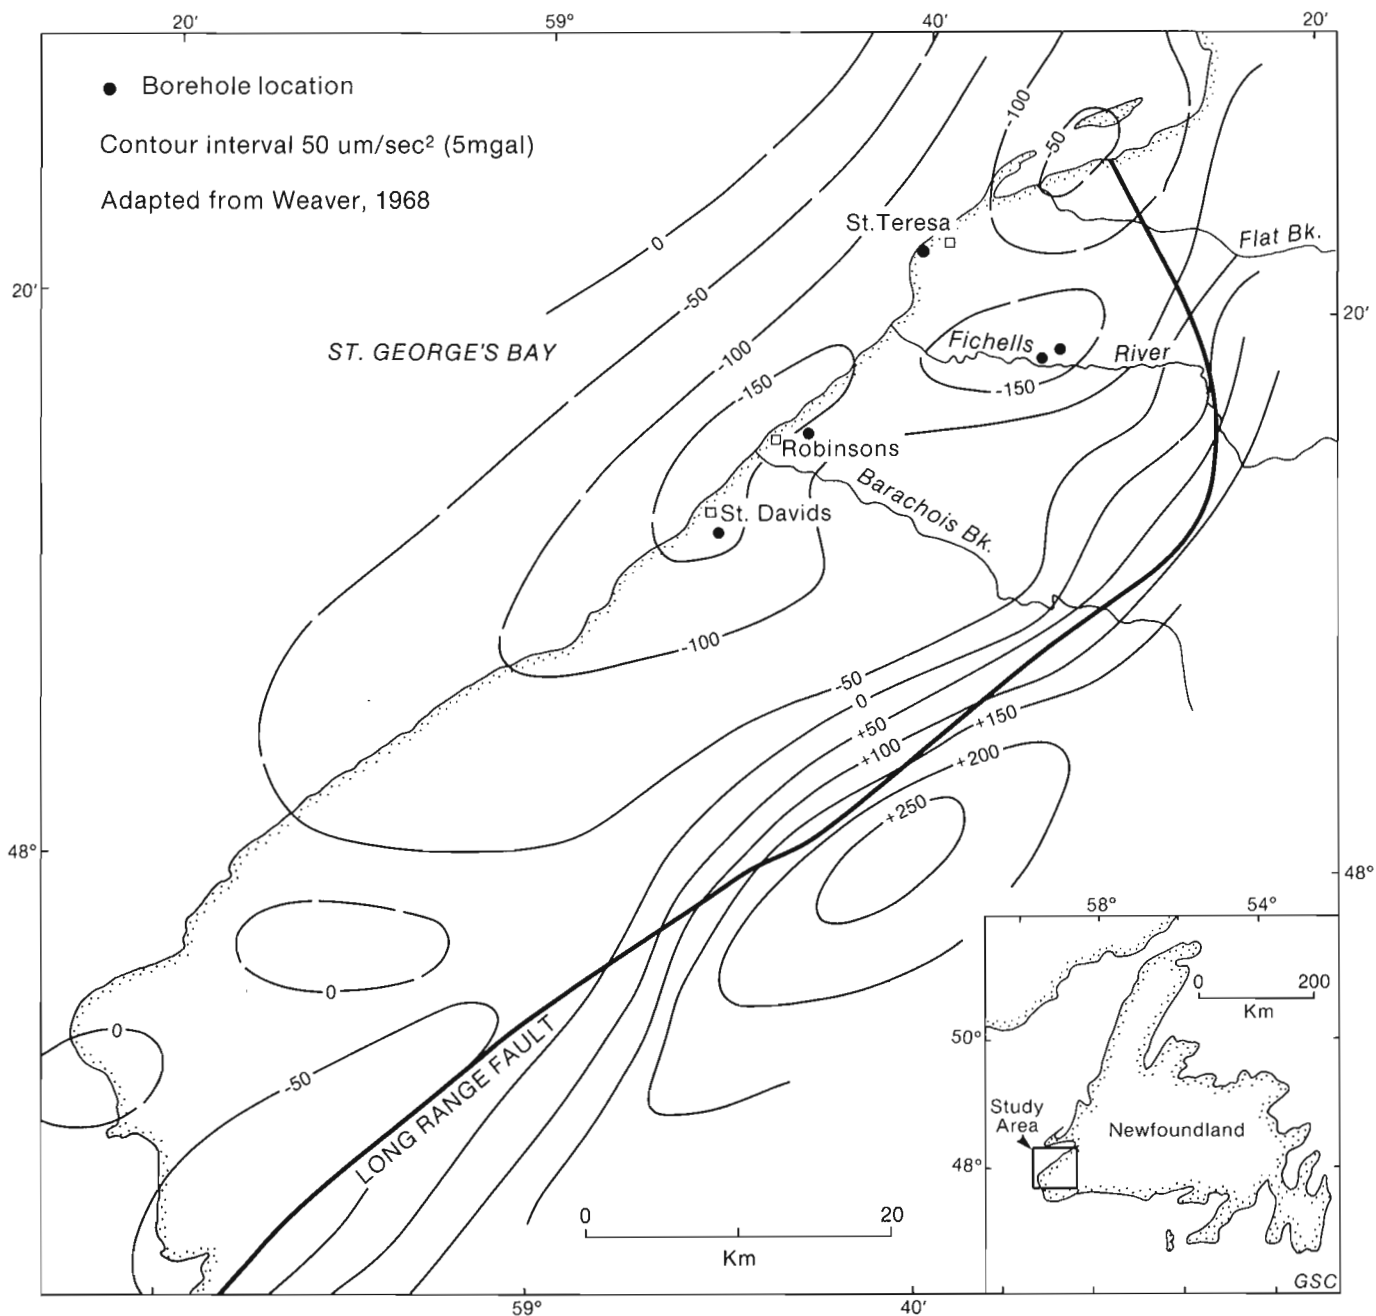 20′
59°
40′
20′
● Borehole location
Contour interval 50 um/sec² (5mgal)
Adapted from Weaver, 1968
-100
-50
St. Teresa
Flat Bk.
0
-50
20′
20′
ST. GEORGE'S BAY
-100
Fichells
River
-150
-150
Robinsons
Barachois Bk.
St. Davids
-100
-50
0
+50
+150
+100
+200
+250
48°
48°
58°
54°
0
0
200
Km
0
50°
-50
LONG RANGE FAULT
Study
Area
Newfoundland
48°
0
20
Km
GSC
59°
40′